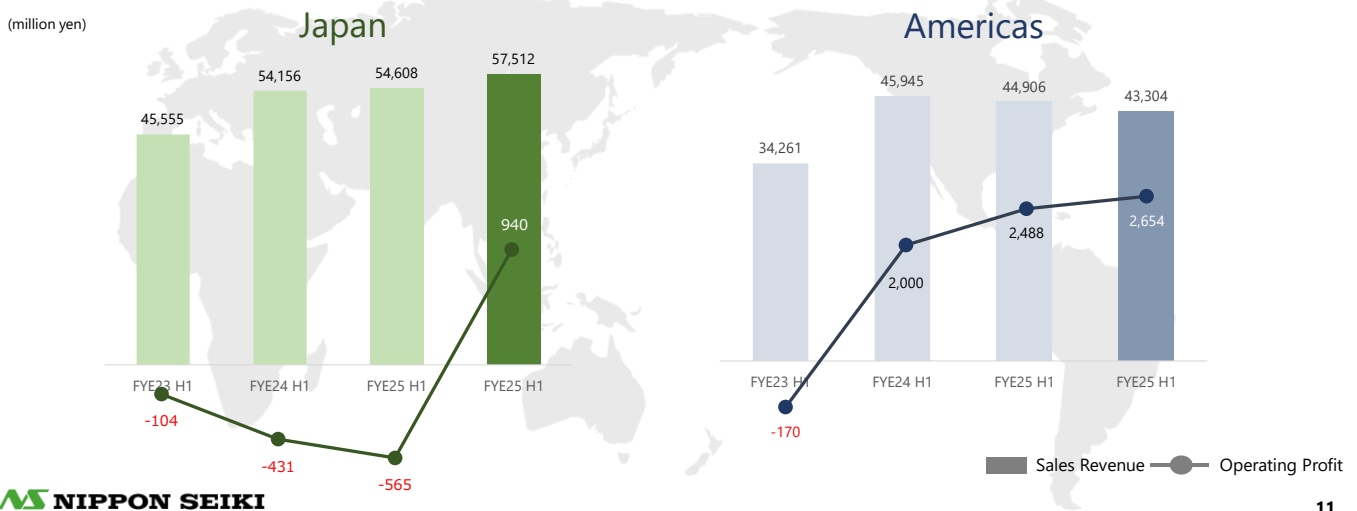 (million yen)
Japan
57,512
54,156
54,608
45,555
940
FYE23 H1
FYE24 H1
FYE25 H1
FYE25 H1
-104
-431
-565
Americas
45,945
44,906
43,304
34,261
2,654
2,488
2,000
FYE23 H1
FYE24 H1
FYE25 H1
FYE25 H1
-170
Sales Revenue
Operating Profit
NS NIPPON SEIKI
11